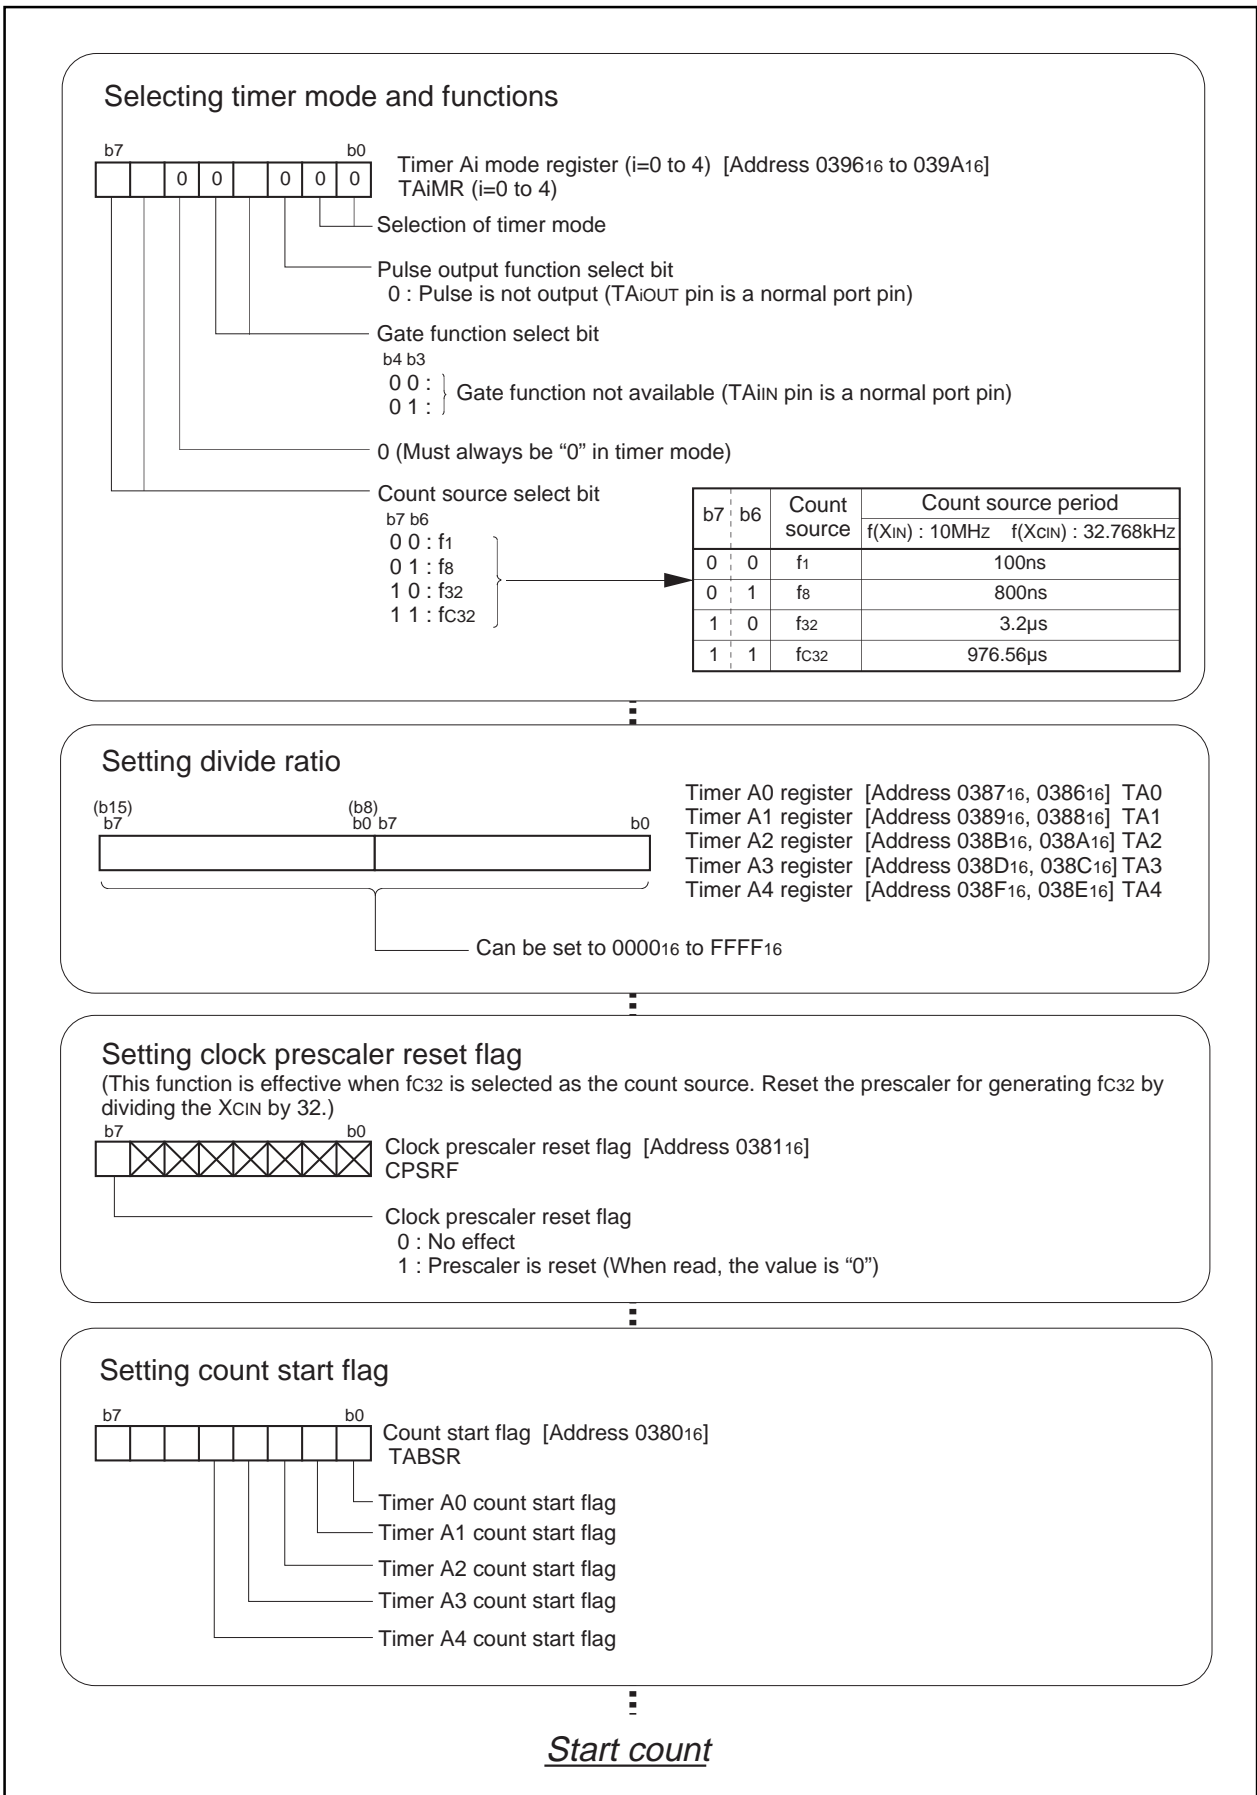 Selecting timer mode and functions
b7 b0
0 0 0 0 0
Timer Ai mode register (i=0 to 4) [Address 039616 to 039A16]
TAiMR (i=0 to 4)
Selection of timer mode
Pulse output function select bit
0 : Pulse is not output (TAiOUT pin is a normal port pin)
Gate function select bit
b4 b3
0 0 :
0 1 :
Gate function not available (TAiIN pin is a normal port pin)
0 (Must always be “0” in timer mode)
Count source select bit
b7 b6
0 0 : f1
0 1 : f8
1 0 : f32
1 1 : fC32
b7 b6 Count source Count source period
f(XIN) : 10MHz f(XCIN) : 32.768kHz
0 0 f1 100ns
0 1 f8 800ns
1 0 f32 3.2µs
1 1 fC32 976.56µs
Setting divide ratio
(b15) (b8)
b7 b0 b7 b0
Timer A0 register [Address 038716, 038616] TA0
Timer A1 register [Address 038916, 038816] TA1
Timer A2 register [Address 038B16, 038A16] TA2
Timer A3 register [Address 038D16, 038C16] TA3
Timer A4 register [Address 038F16, 038E16] TA4
Can be set to 000016 to FFFF16
Setting clock prescaler reset flag
(This function is effective when fC32 is selected as the count source. Reset the prescaler for generating fC32 by
dividing the XCIN by 32.)
b7 b0
Clock prescaler reset flag [Address 038116]
CPSRF
Clock prescaler reset flag
0 : No effect
1 : Prescaler is reset (When read, the value is “0”)
Setting count start flag
b7 b0
Count start flag [Address 038016]
TABSR
Timer A0 count start flag
Timer A1 count start flag
Timer A2 count start flag
Timer A3 count start flag
Timer A4 count start flag
Start count